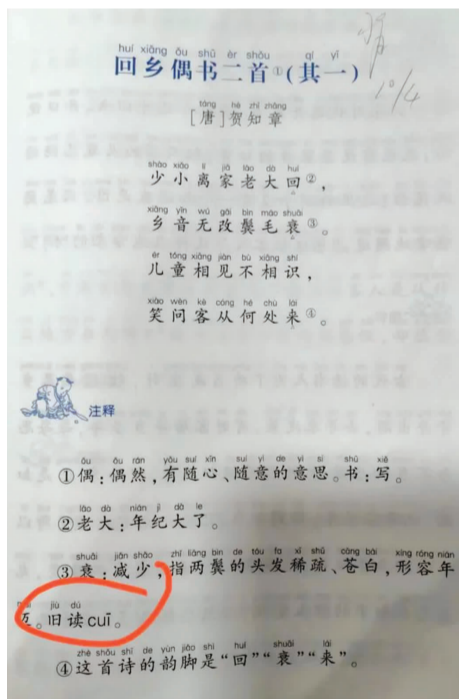 huí xiāng ǒu shū èr shǒu qí yī
回乡偶书二首①(其一)
táng hè zhī zhāng
[唐]贺知章
shào xiǎo lí jiā lǎo dà huí
少小离家老大回②,
xiāng yīn wú gǎi bìn máo shuāi
乡音无改鬓毛衰③。
ér tóng xiāng jiàn bù xiāng shí
儿童相见不相识,
xiào wèn kè cóng hé chù lái
笑问客从何处来④。
注释
ǒu ǒu rán yǒu suí xīn suí yì de yì si shū xiě
①偶:偶然,有随心、随意的意思。书:写。
lǎo dà nián jì dà le
②老大:年纪大了。
shuāi jiǎn shǎo zhǐ liǎng bìn de tóu fa xī shū cāng bái xíng róng nián
③衰:减少,指两鬓的头发稀疏、苍白,形容年
jiù dú
迈。旧读cuī。
zhè shǒu shī de yùn jiǎo shì huí shuāi lái
④这首诗的韵脚是“回”“衰”“来”。